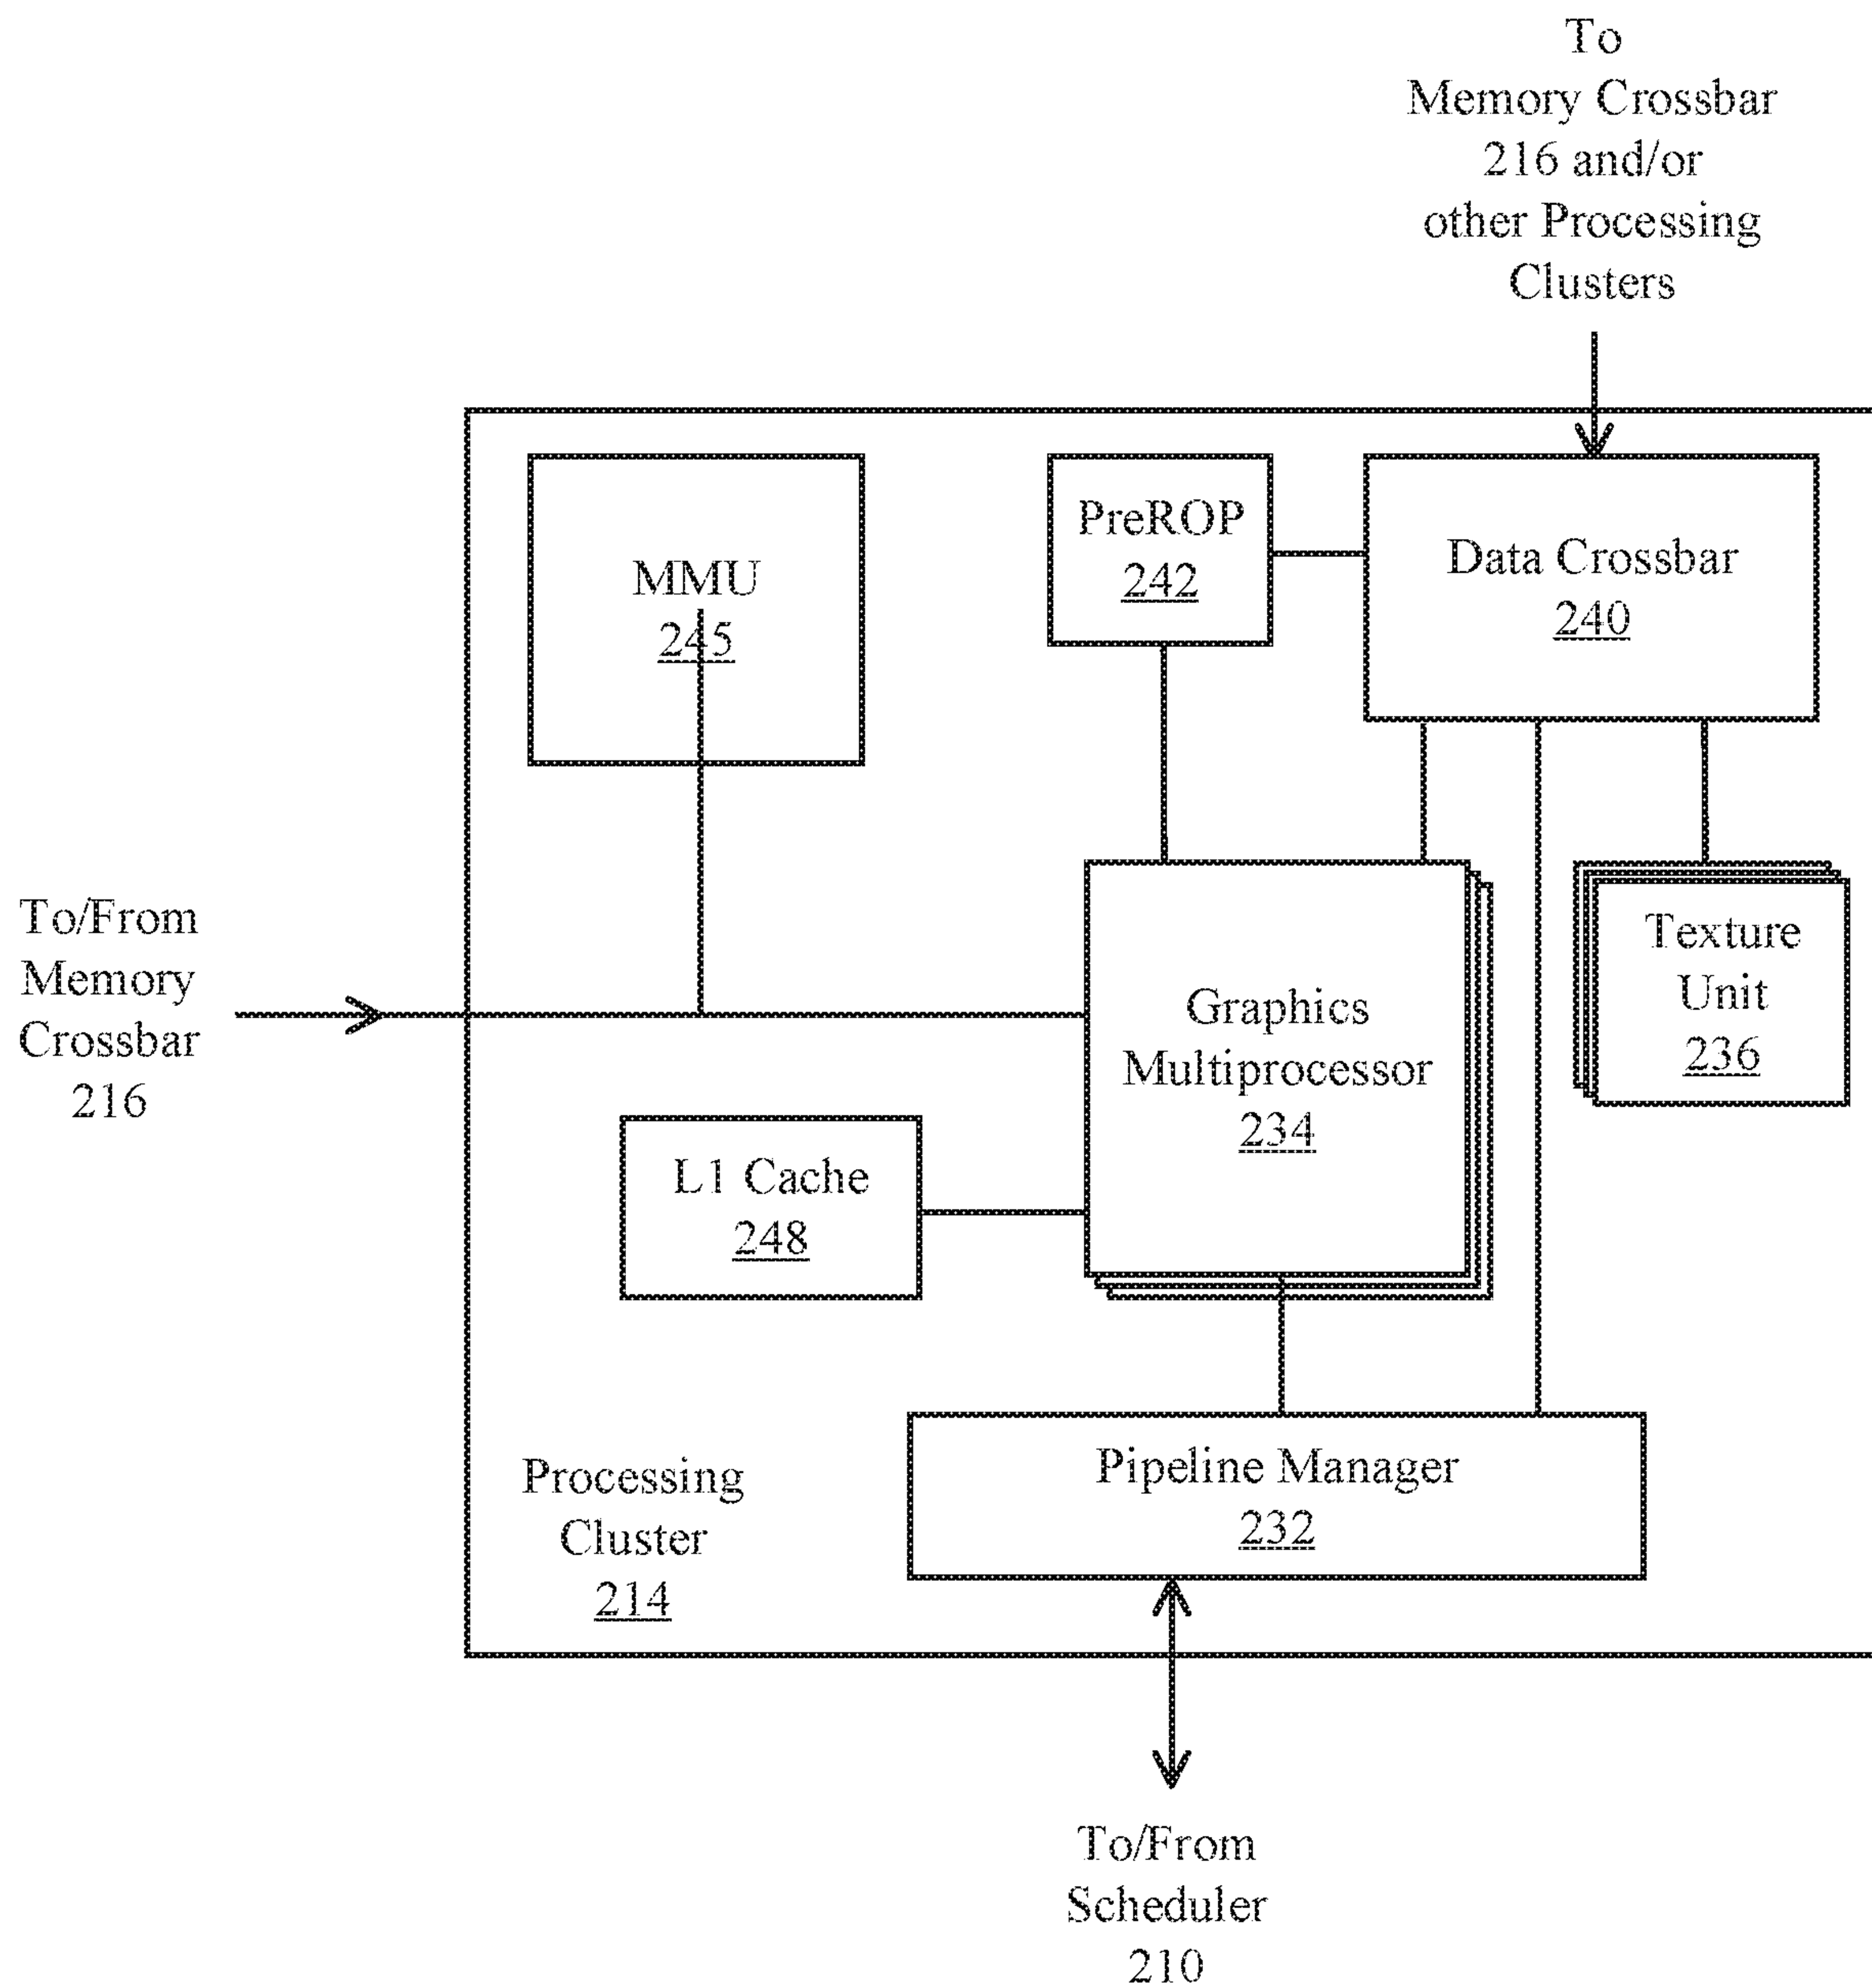 To
Memory Crossbar
216 and/or
other Processing
Clusters
MMU
245
PreROP
242
Data Crossbar
240
To/From
Memory
Crossbar
216
Graphics
Multiprocessor
234
Texture
Unit
236
L1 Cache
248
Pipeline Manager
232
Processing
Cluster
214
To/From
Scheduler
210